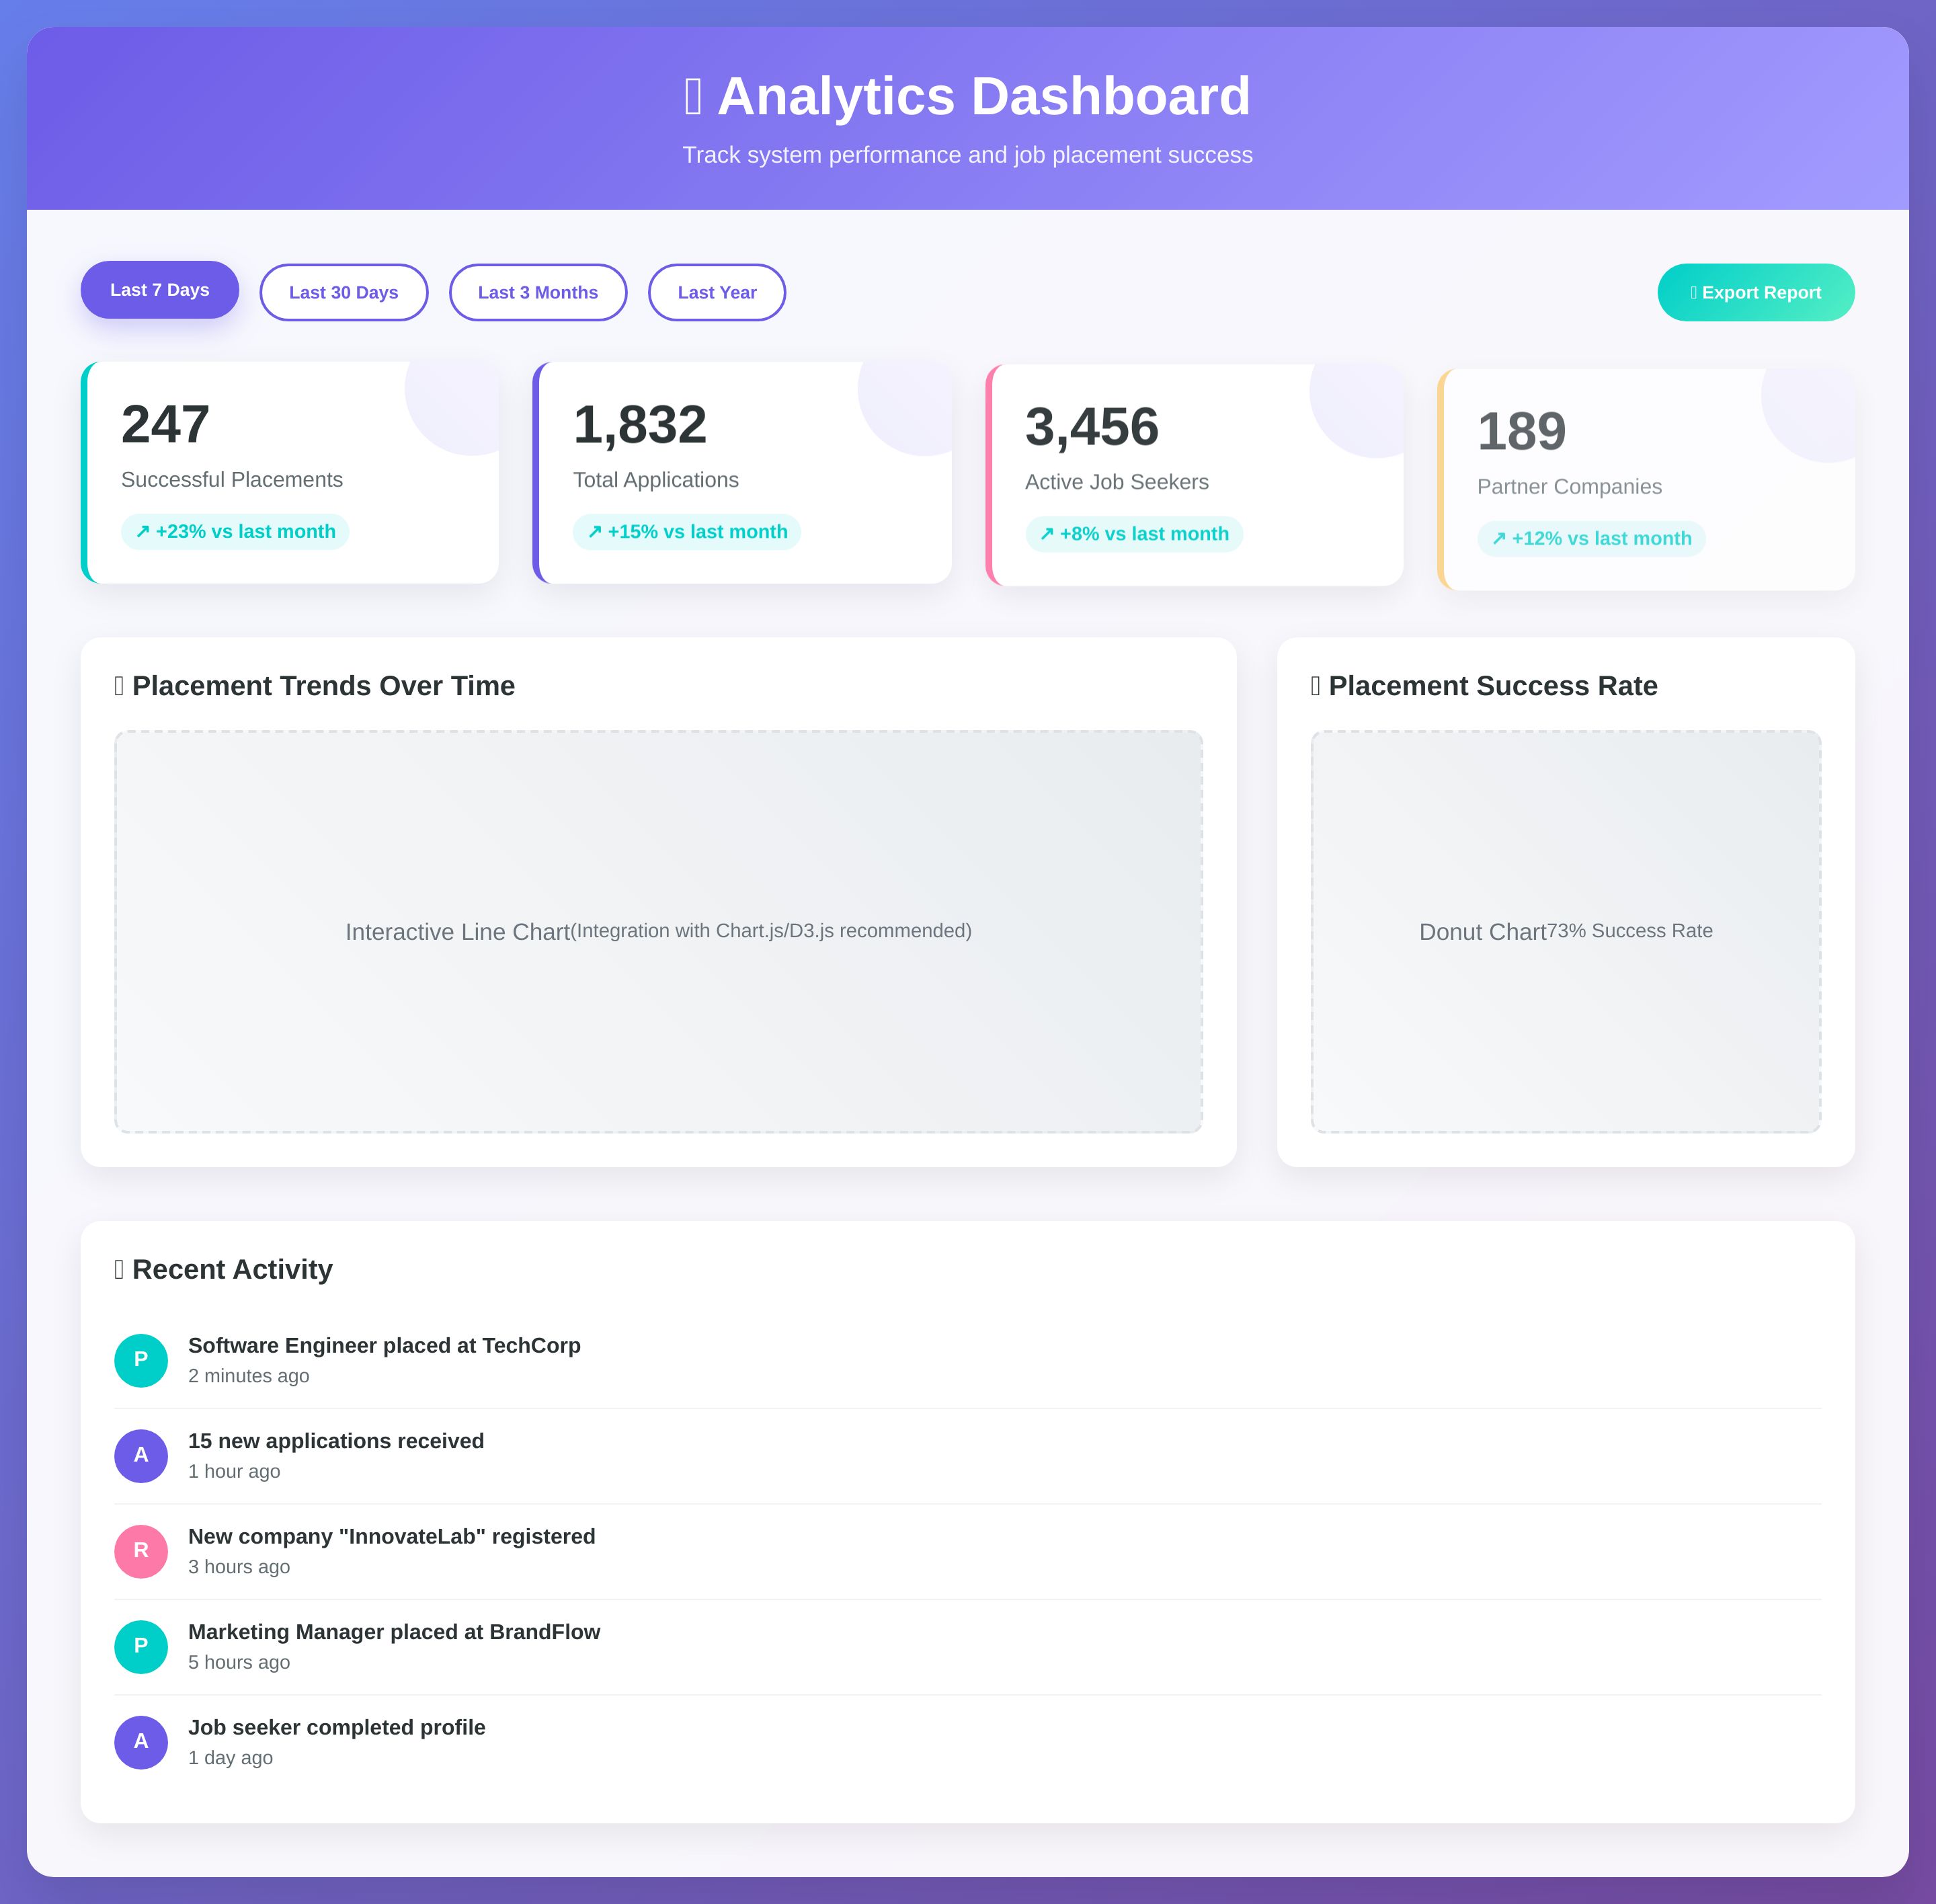 Analytics Dashboard
Track system performance and job placement success
Last 7 Days
Last 30 Days
Last 3 Months
Last Year
Export Report
247
Successful Placements
↗ +23% vs last month
1,832
Total Applications
↗ +15% vs last month
3,456
Active Job Seekers
↗ +8% vs last month
189
Partner Companies
↗ +12% vs last month
Placement Trends Over Time
Interactive Line Chart(Integration with Chart.js/D3.js recommended)
Placement Success Rate
Donut Chart73% Success Rate
Recent Activity
P
Software Engineer placed at TechCorp
2 minutes ago
A
15 new applications received
1 hour ago
R
New company "InnovateLab" registered
3 hours ago
P
Marketing Manager placed at BrandFlow
5 hours ago
A
Job seeker completed profile
1 day ago